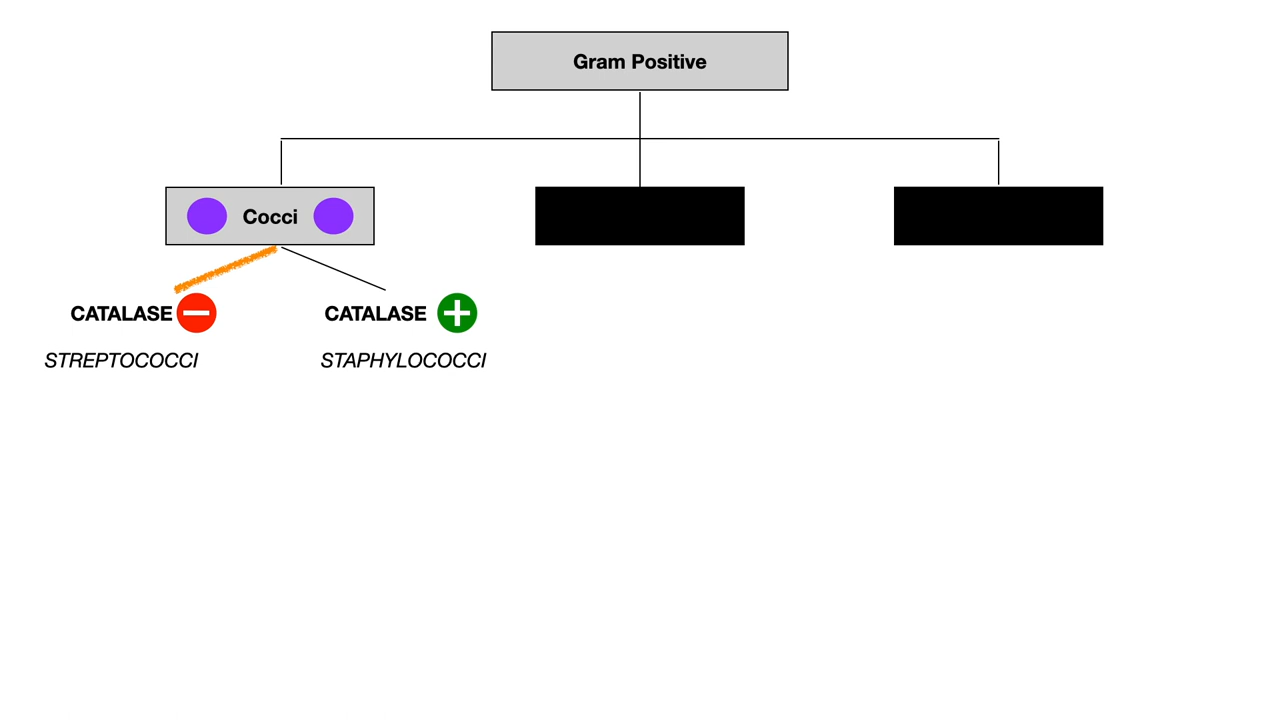 Gram Positive
Cocci
CATALASE
CATALASE
STREPTOCOCCI
STAPHYLOCOCCI